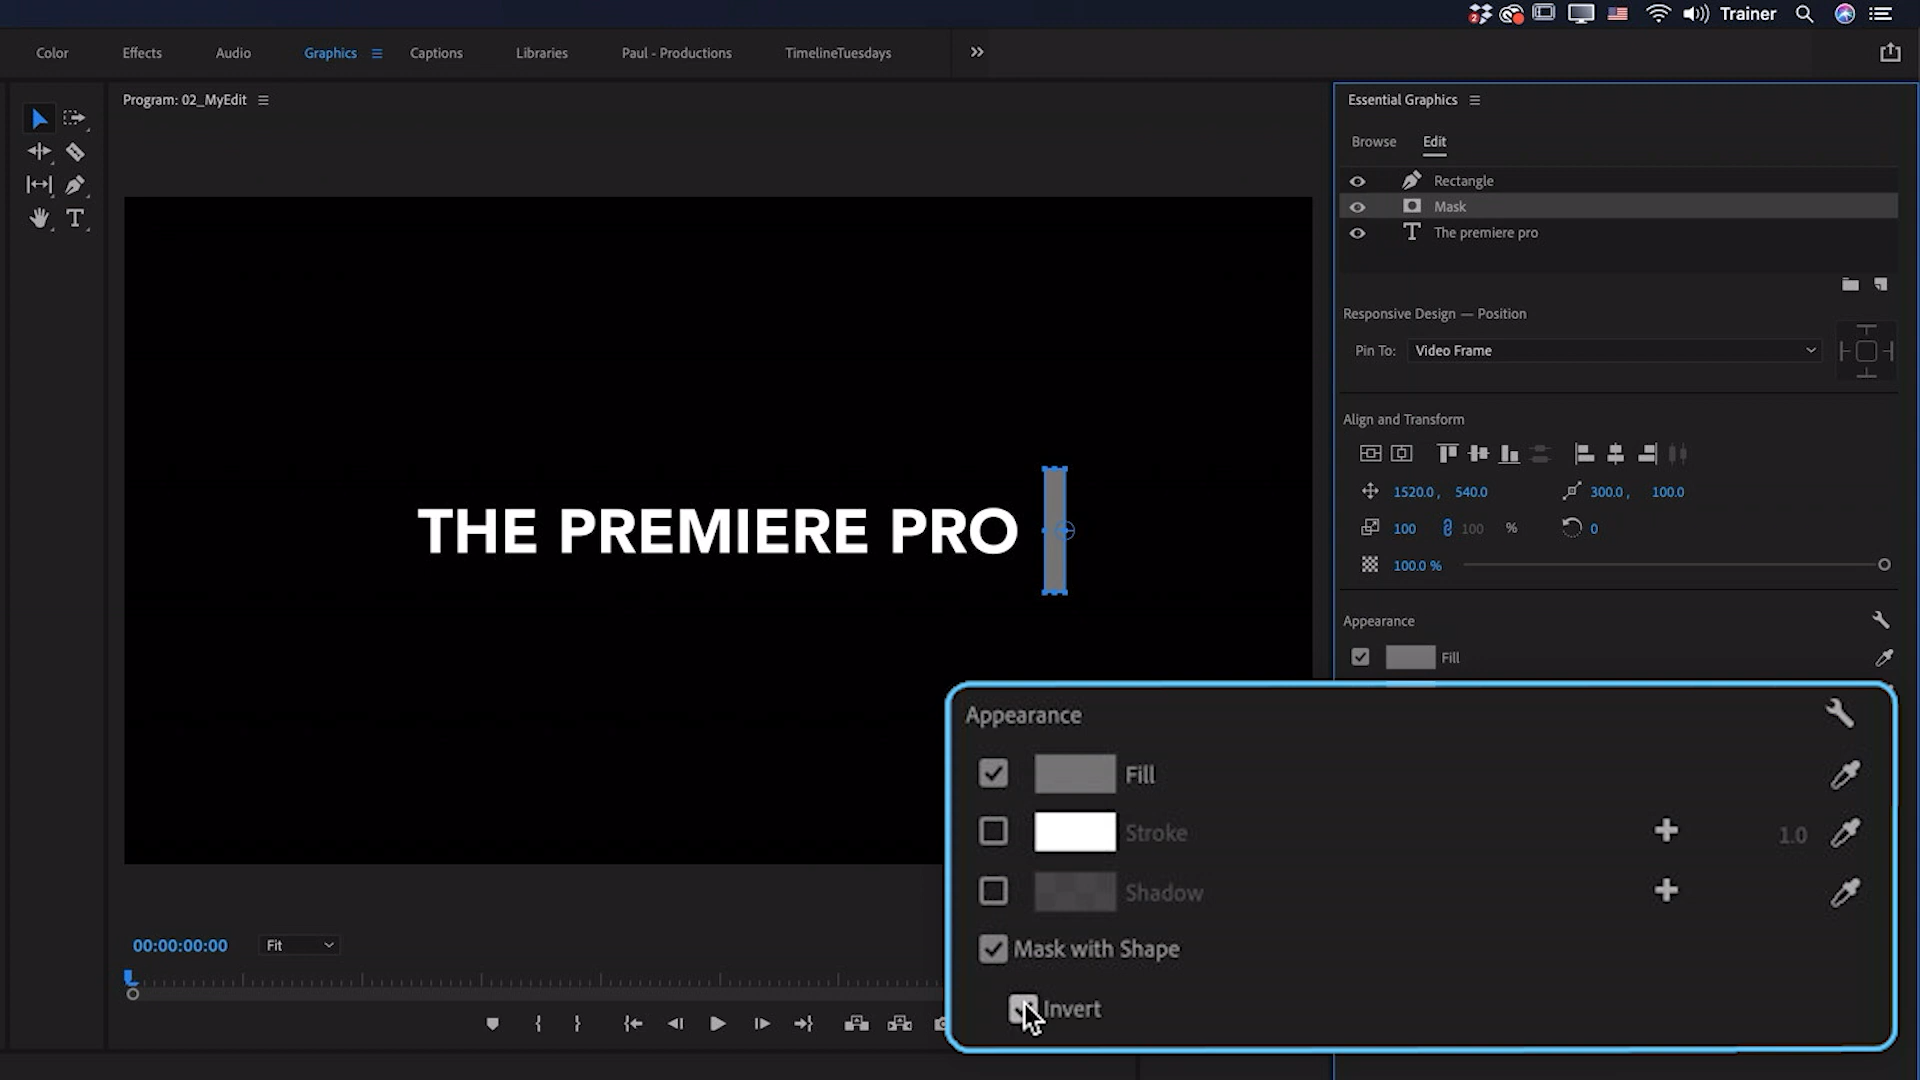 Trainer
Color Effects Audio Graphics Captions Libraries Paul - Productions TimelineTuesdays
Program: 02_MyEdit
Essential Graphics
Browse Edit
Rectangle
Mask
The premiere pro
Responsive Design — Position
Pin To: Video Frame
Align and Transform
1520.0 , 540.0 300.0 , 100.0
100 100 % 0
100.0 %
Appearance
Fill
THE PREMIERE PRO
Appearance
Fill
Stroke 1.0
Shadow
Mask with Shape
Invert
00:00:00:00 Fit